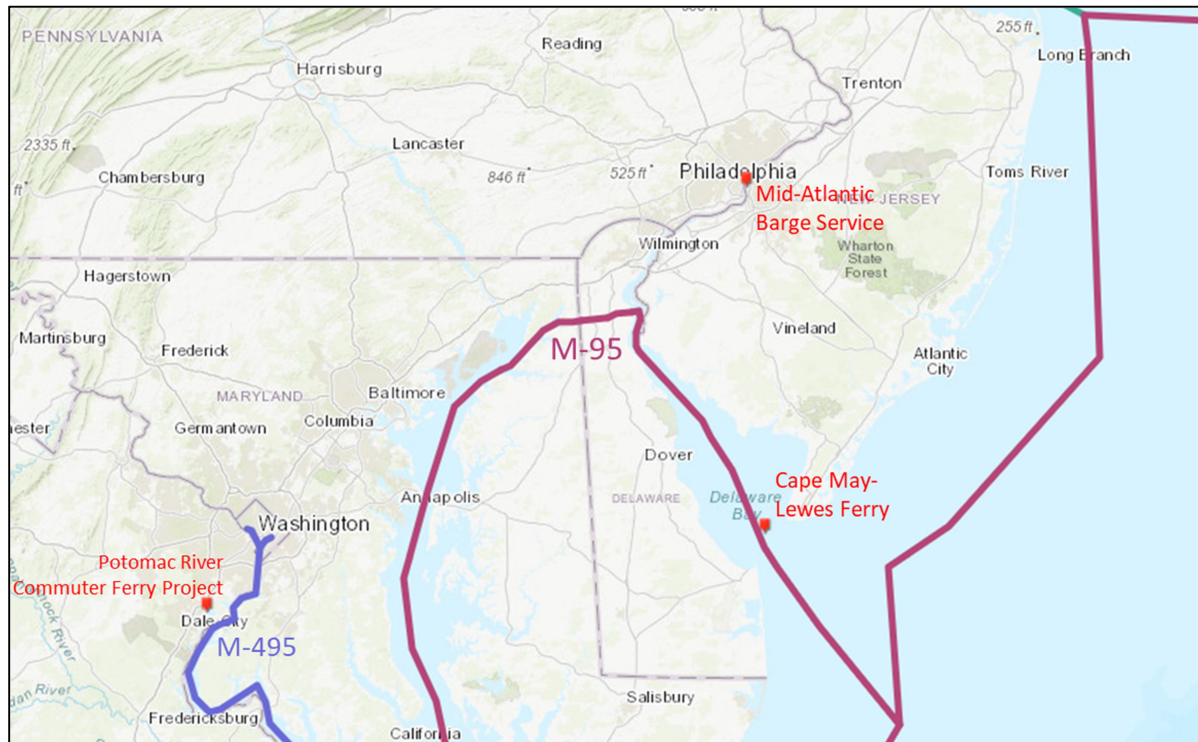 PENNSYLVANIA
255 ft
Long Branch
Reading
Harrisburg
Trenton
2335 ft
Lancaster
846 ft
525 ft
Philadelphia
Chambersburg
ft
Toms River
Mid-Atlantic
Barge Service
NEW JERSEY
Wilmington
Wharton
State
Forest
Hagerstown
Martinsburg
Vineland
Frederick
M-95
Atlantic
City
MARYLAND
Baltimore
Columbia
Germantown
Dover
Annapolis
DELAWARE
Delaware
Bay
Cape May-
Lewes Ferry
Washington
Potomac River
Commuter Ferry Project
Dale City
M-495
Salisbury
Fredericksburg
California